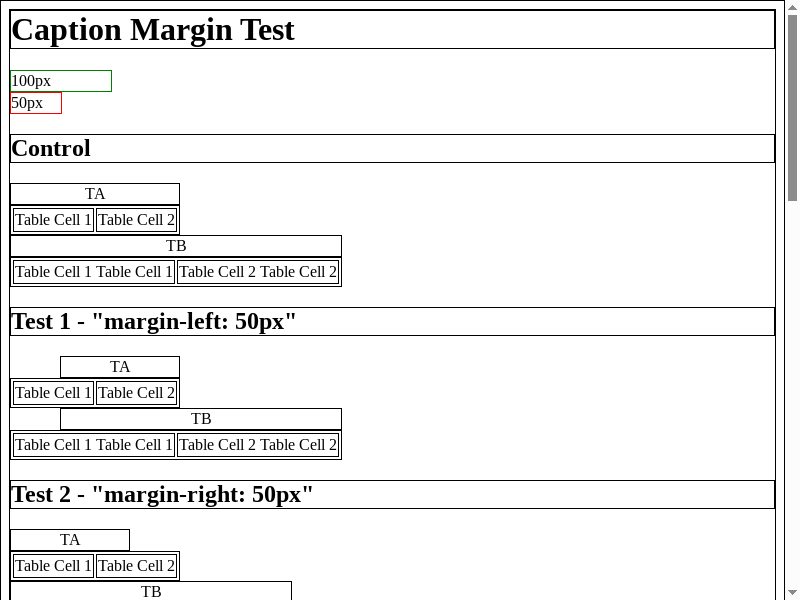 Caption Margin Test
100px
50px
Control
TA
Table Cell 1 Table Cell 2
TB
Table Cell 1 Table Cell 1 Table Cell 2 Table Cell 2
Test 1 - "margin-left: 50px"
TA
Table Cell 1 Table Cell 2
TB
Table Cell 1 Table Cell 1 Table Cell 2 Table Cell 2
Test 2 - "margin-right: 50px"
TA
Table Cell 1 Table Cell 2
TB